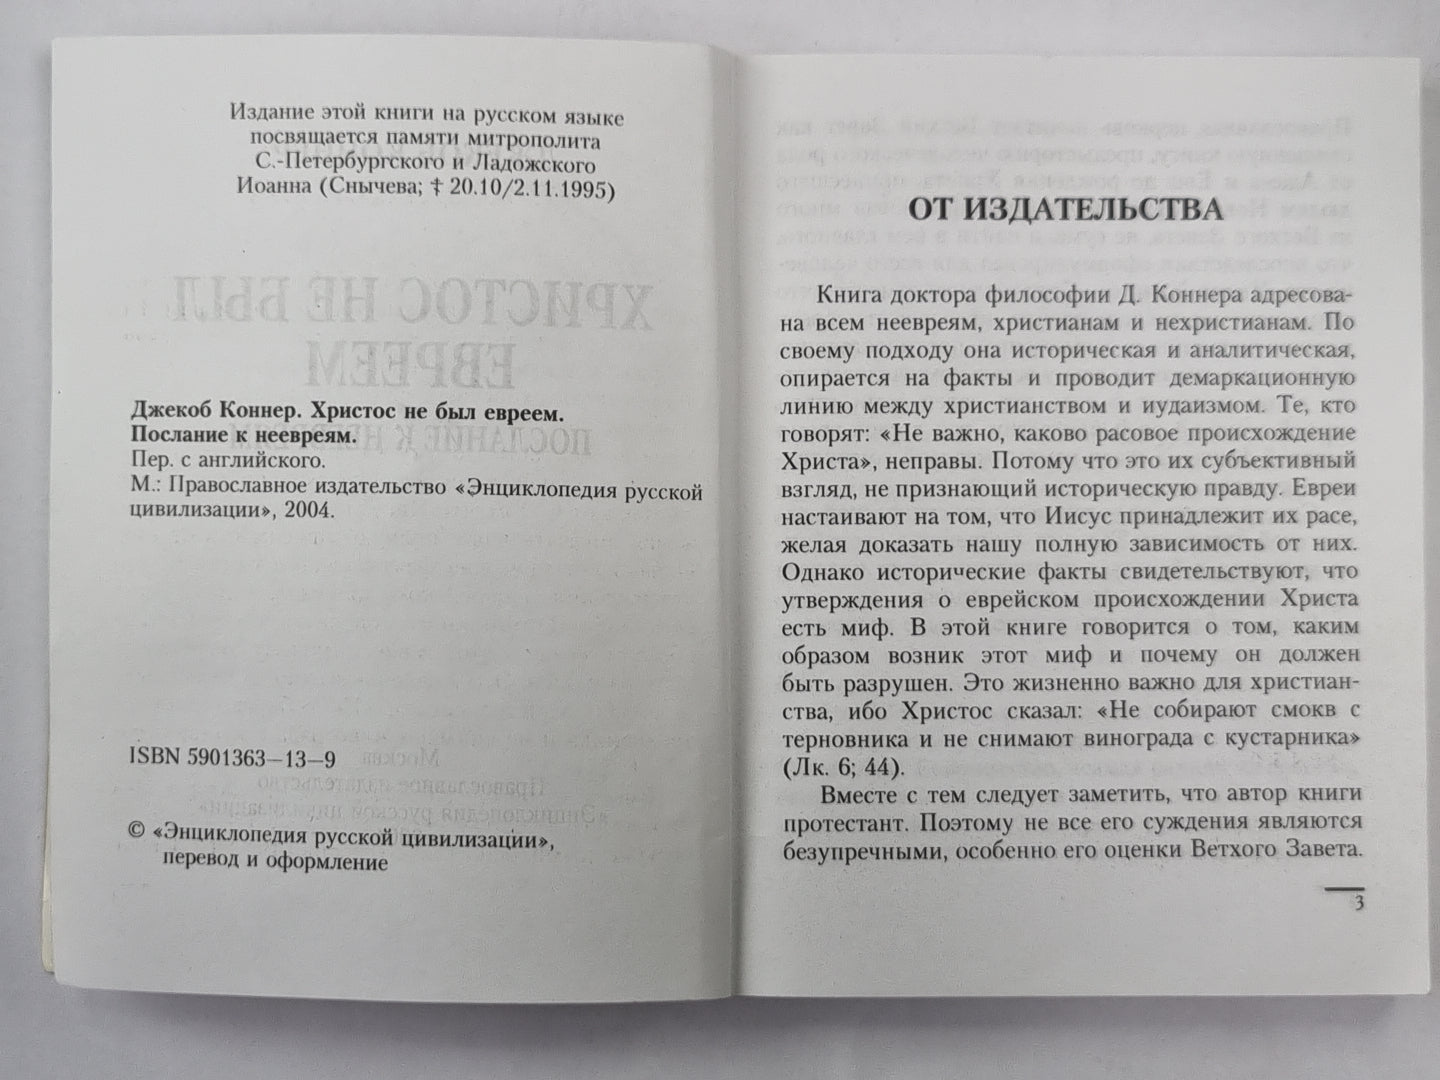 Издание этой книги на русском языке
посвящается памяти митрополита
С.-Петербургского и Ладожского
Иоанна (Снычева; † 20.10/2.11.1995)
Джекоб Коннер. Христос не был евреем.
Послание к неевреям.
Пер. с английского.
М.: Православное издательство «Энциклопедия русской
цивилизации», 2004.
ISBN 5901363–13–9
© «Энциклопедия русской цивилизации»,
перевод и оформление
ОТ ИЗДАТЕЛЬСТВА
Книга доктора философии Д. Коннера адресова-
на всем неевреям, христианам и нехристианам. По
своему подходу она историческая и аналитическая,
опирается на факты и проводит демаркационную
линию между христианством и иудаизмом. Те, кто
говорят: «Не важно, каково расовое происхождение
Христа», неправы. Потому что это их субъективный
взгляд, не признающий историческую правду. Евреи
настаивают на том, что Иисус принадлежит их расе,
желая доказать нашу полную зависимость от них.
Однако исторические факты свидетельствуют, что
утверждения о еврейском происхождении Христа
есть миф. В этой книге говорится о том, каким
образом возник этот миф и почему он должен
быть разрушен. Это жизненно важно для христиан-
ства, ибо Христос сказал: «Не собирают смокв с
терновника и не снимают винограда с кустарника»
(Лк. 6; 44).
Вместе с тем следует заметить, что автор книги
протестант. Поэтому не все его суждения являются
безупречными, особенно его оценки Ветхого Завета.
3